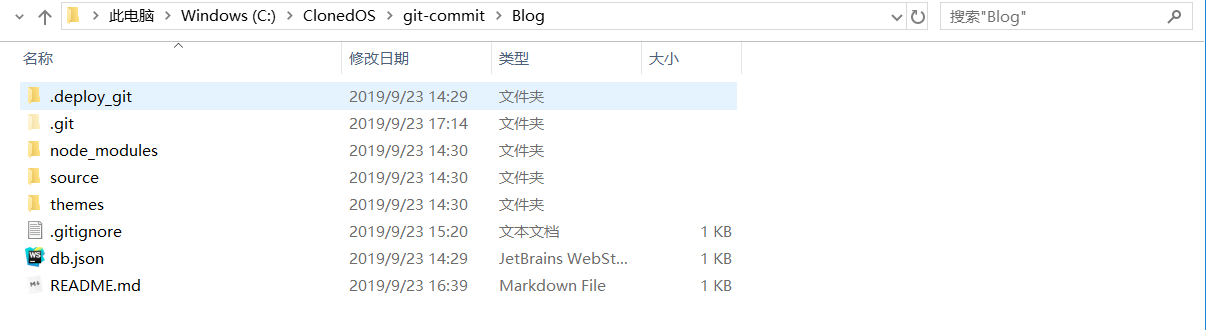 此电脑 > Windows (C:) > ClonedOS > git-commit > Blog 搜索"Blog"
名称 修改日期 类型 大小
.deploy_git 2019/9/23 14:29 文件夹
.git 2019/9/23 17:14 文件夹
node_modules 2019/9/23 14:30 文件夹
source 2019/9/23 14:30 文件夹
themes 2019/9/23 14:30 文件夹
.gitignore 2019/9/23 15:20 文本文档 1 KB
WS db.json 2019/9/23 14:29 JetBrains WebSt... 1 KB
README.md 2019/9/23 16:39 Markdown File 1 KB